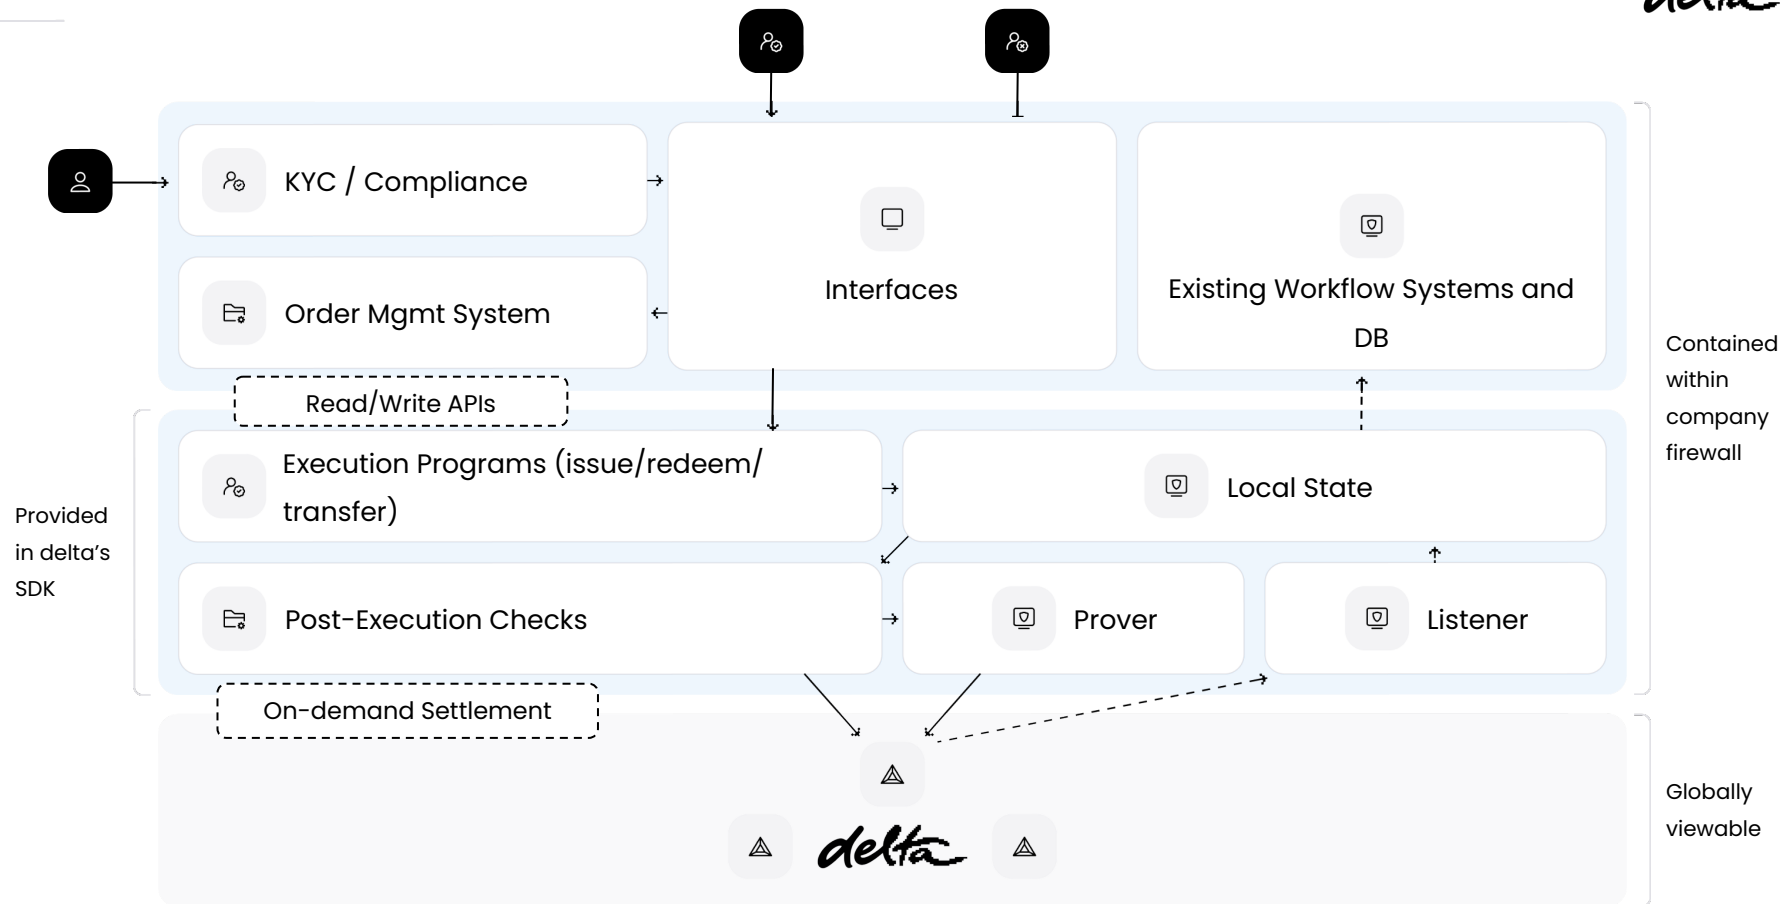 delta
KYC / Compliance
Order Mgmt System
Interfaces
Existing Workflow Systems and
DB
Read/Write APIs
Contained
within
company
firewall
Provided
in delta’s
SDK
Execution Programs (issue/redeem/
transfer)
Local State
Post-Execution Checks
Prover
Listener
On-demand Settlement
delta
Globally
viewable